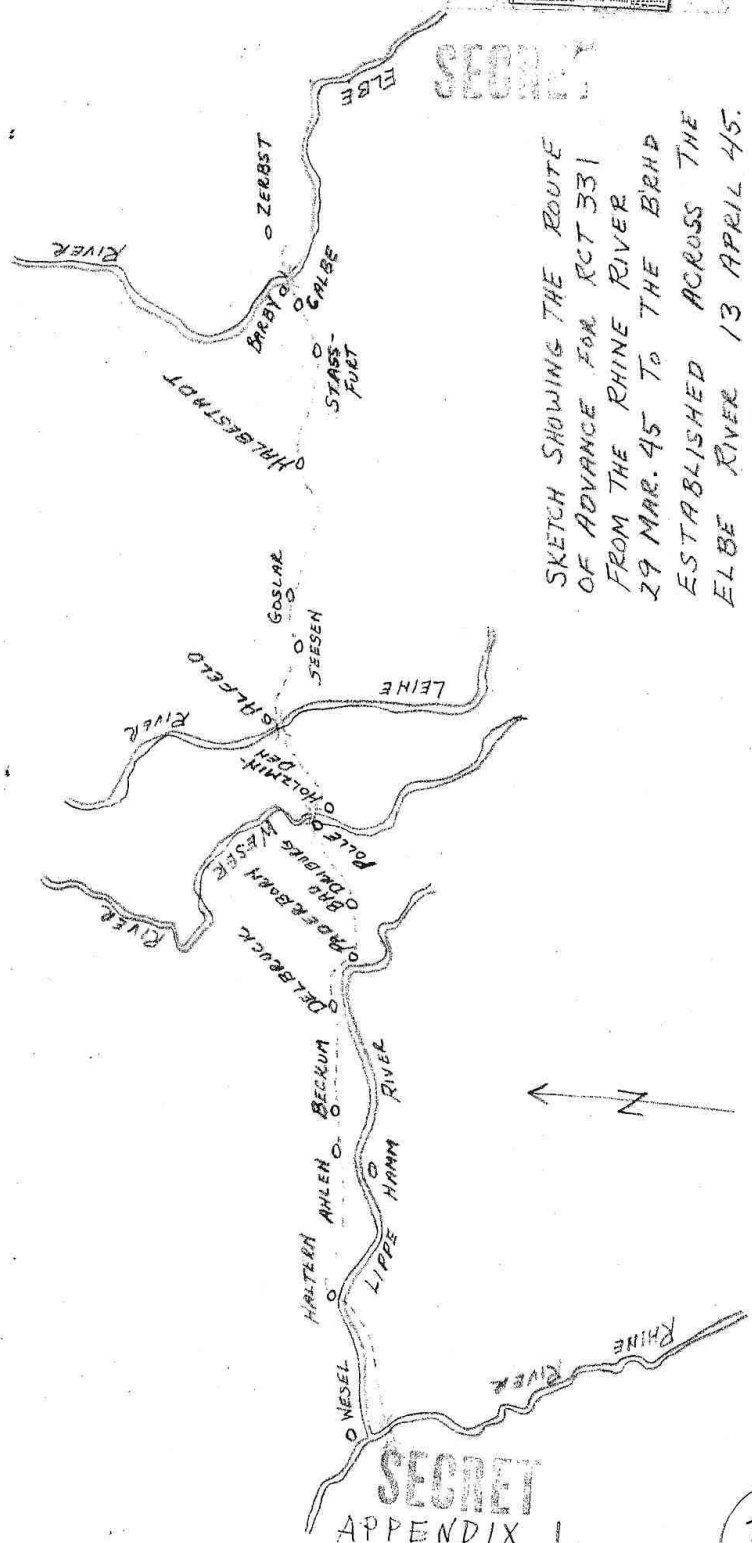 SECRET
SKETCH SHOWING THE ROUTE
OF ADVANCE FOR RCT 331
FROM THE RHINE RIVER
29 MAR. 45 TO THE B'RHD
ESTABLISHED ACROSS THE
ELBE RIVER 13 APRIL 45.
RIVER
ELBE
ZERBST
BARBY
CALBE
STASS-
FURT
HALBESTADT
GOSLAR
SEESEN
ALFELD
RIVER
LEINE
HOLZMIN-
DEN
POLLE
RIVER
WESER
BAD
DRIBURG
PADERBORN
DELBRUCK
BECKUM
AHLEN
HAMM
LIPPE RIVER
HALTERN
WESEL
RHINE
RIVER
N
SECRET
APPENDIX 1